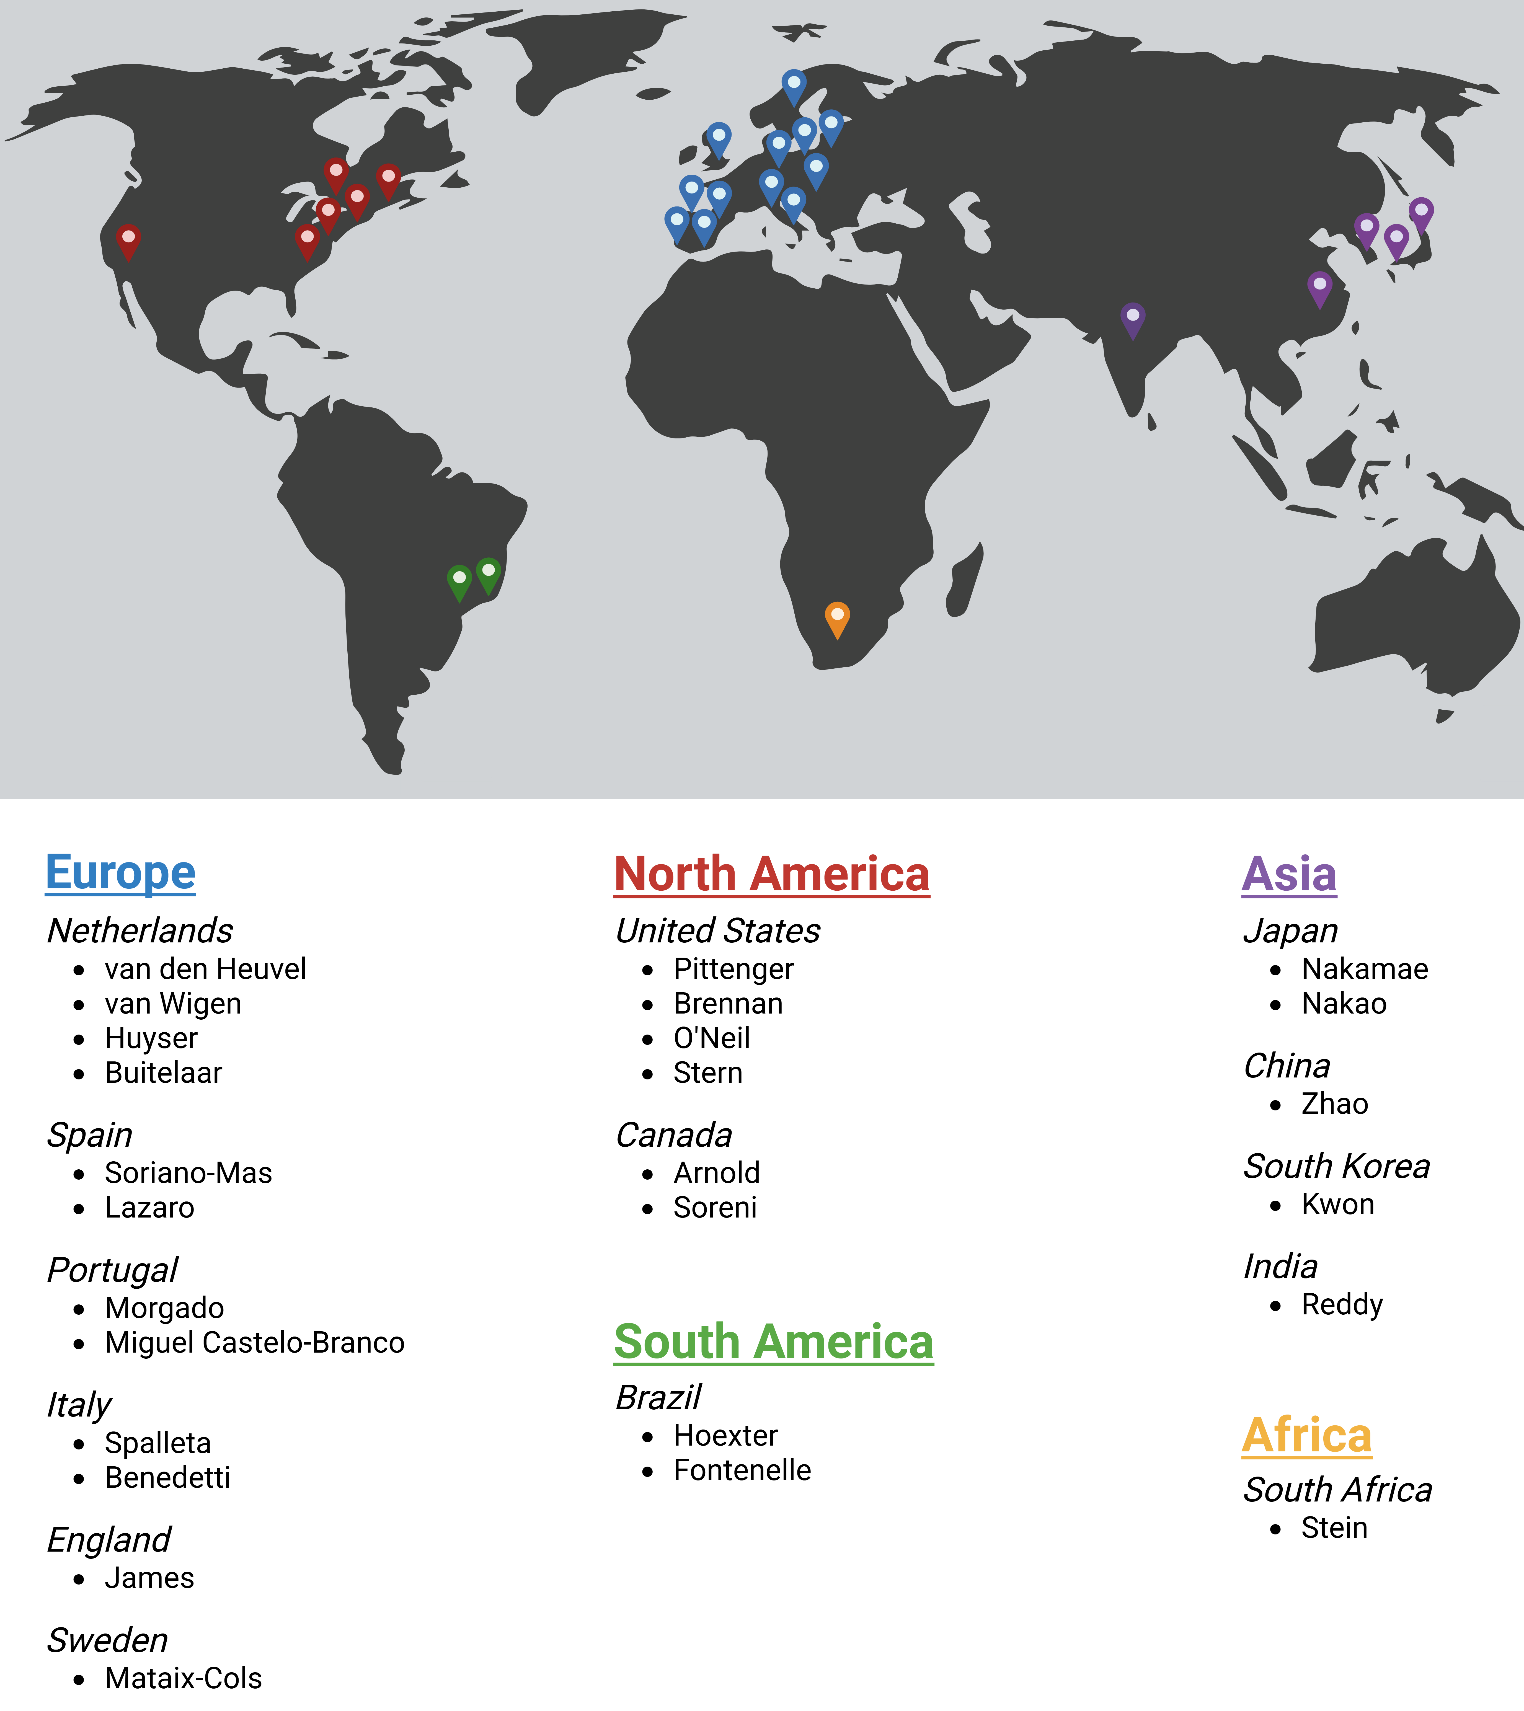 Europe
Netherlands
• van den Heuvel
• van Wigen
• Huyser
• Buitelaar
Spain
• Soriano-Mas
• Lazaro
Portugal
• Morgado
• Miguel Castelo-Branco
Italy
• Spalleta
• Benedetti
England
• James
Sweden
• Mataix-Cols
North America
United States
• Pittenger
• Brennan
• O'Neil
• Stern
Canada
• Arnold
• Soreni
South America
Brazil
• Hoexter
• Fontenelle
Asia
Japan
• Nakamae
• Nakao
China
• Zhao
South Korea
• Kwon
India
• Reddy
Africa
South Africa
• Stein